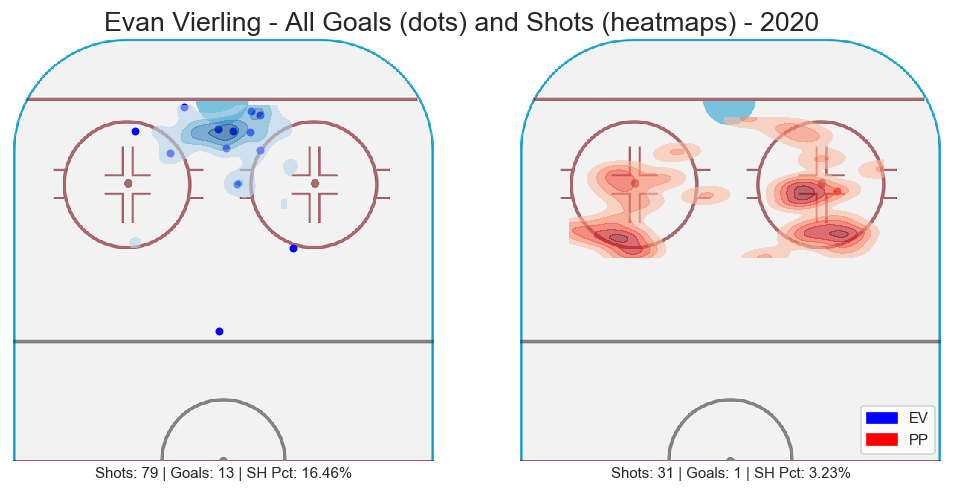 Evan Vierling - All Goals (dots) and Shots (heatmaps) - 2020
EV
PP
Shots: 79 | Goals: 13 | SH Pct: 16.46%
Shots: 31 | Goals: 1 | SH Pct: 3.23%